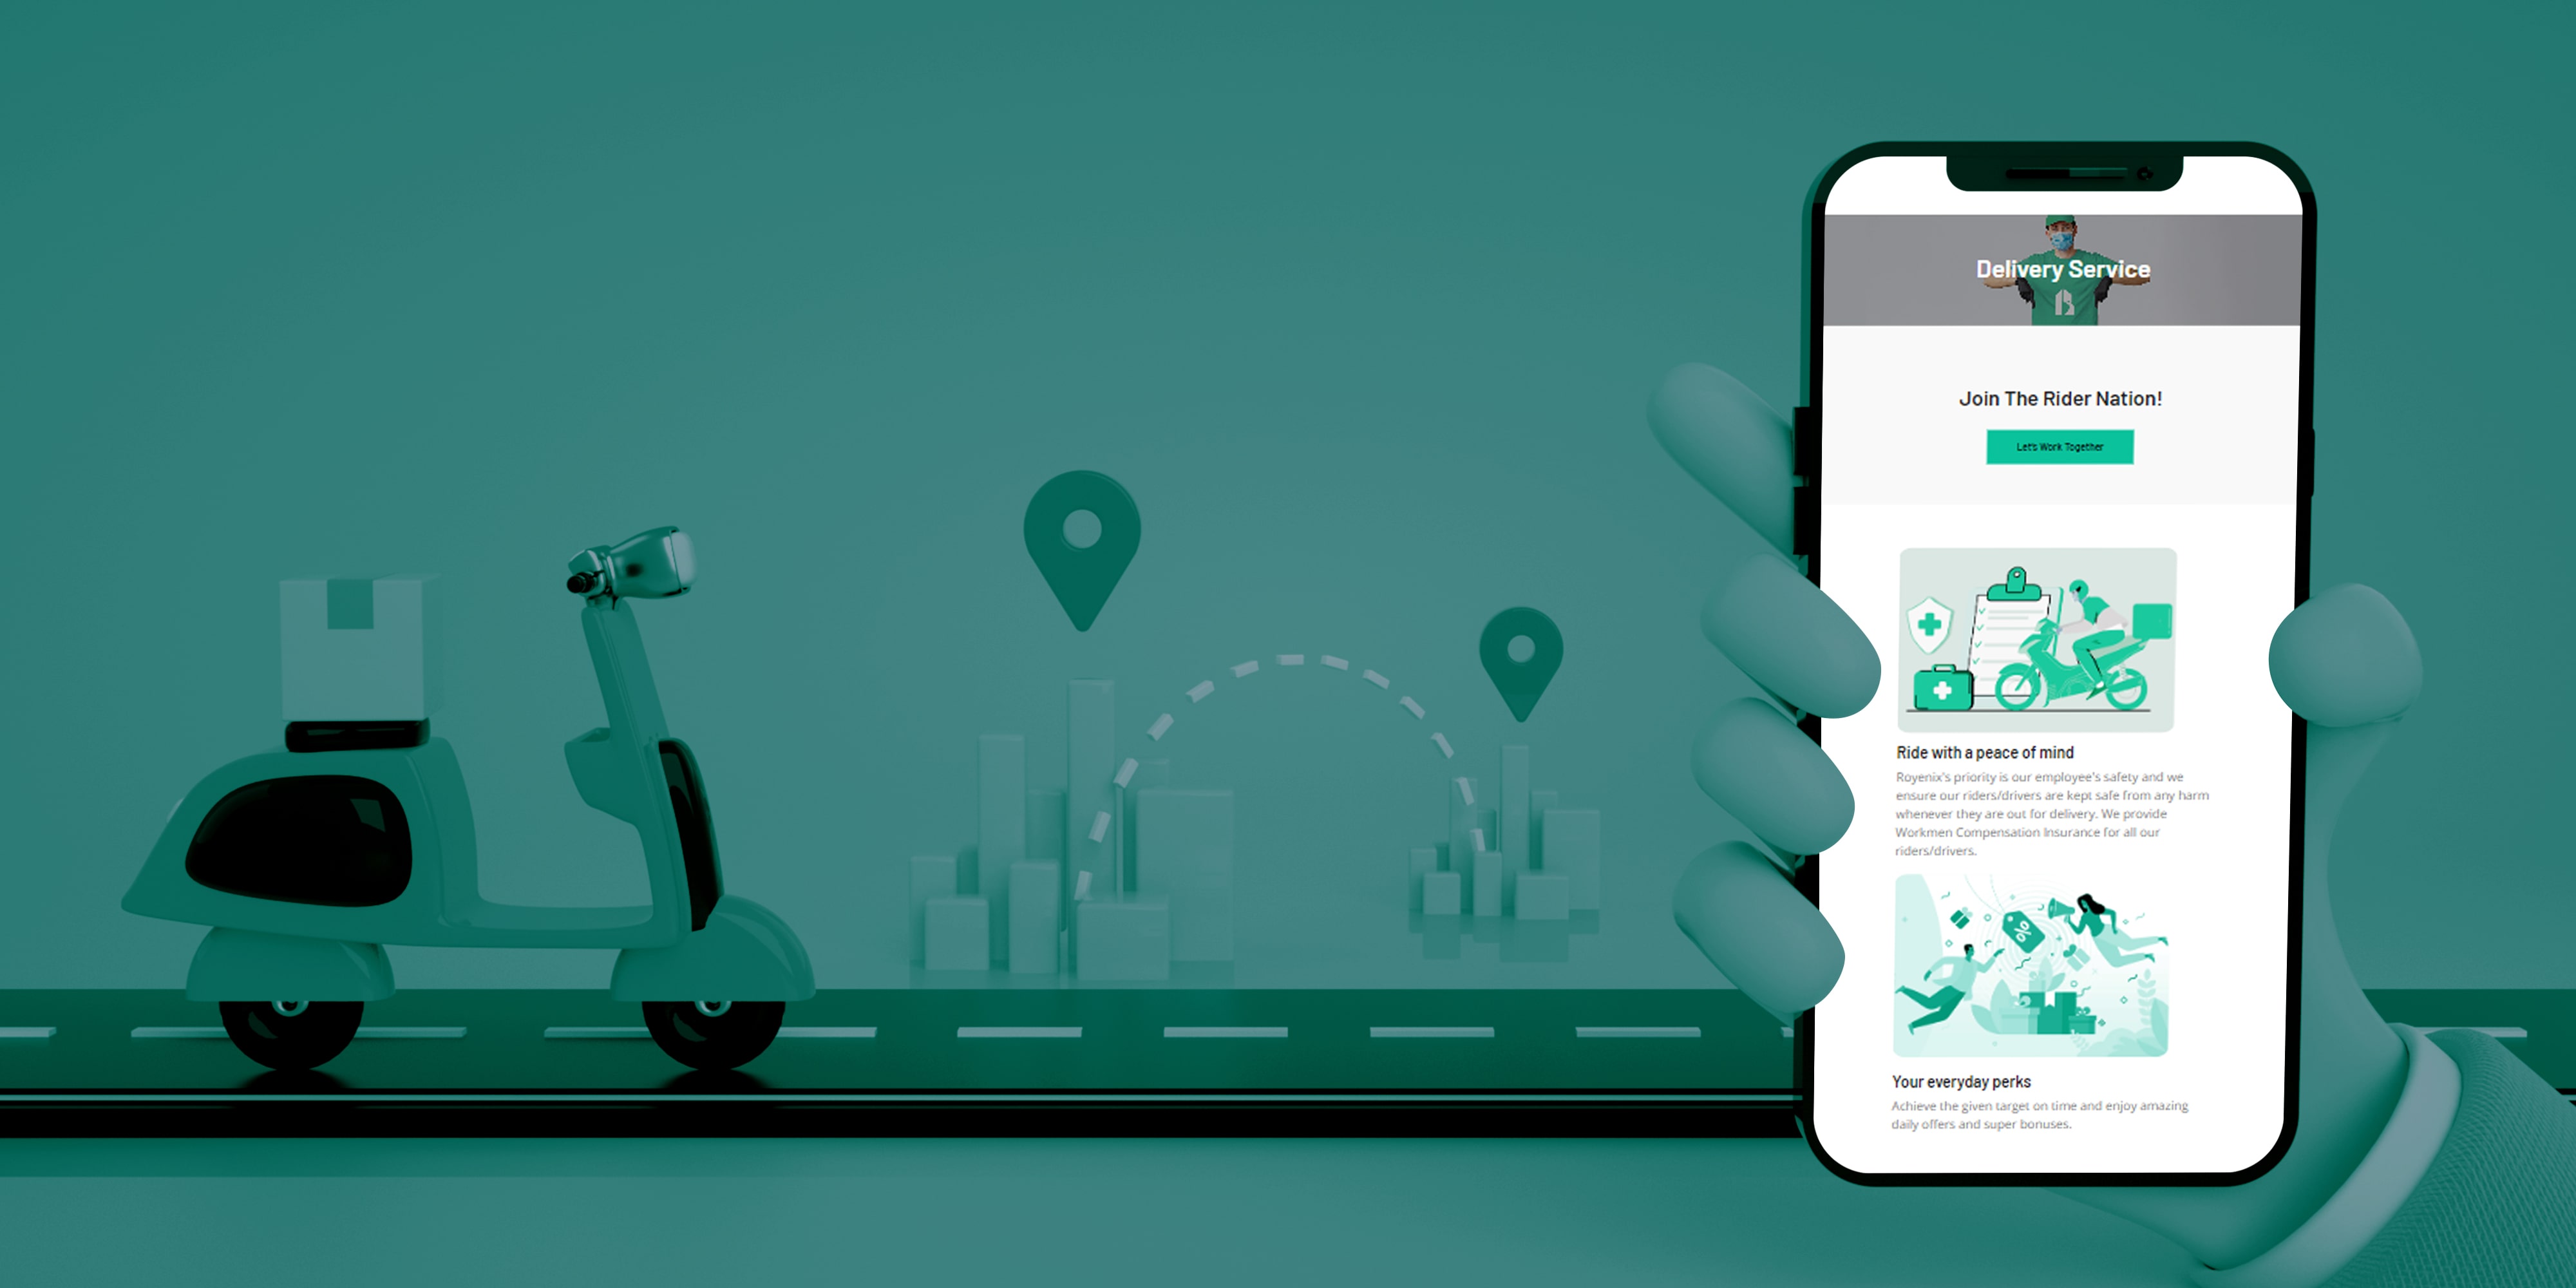 Delivery Service
Join The Rider Nation!
Let's Work Together
Ride with a peace of mind
Royenix's priority is our employee's safety and we
ensure our riders/drivers are kept safe from any harm
whenever they are out for delivery. We provide
Workmen Compensation Insurance for all our
riders/drivers.
%
Your everyday perks
Achieve the given target on time and enjoy amazing
daily offers and super bonuses.